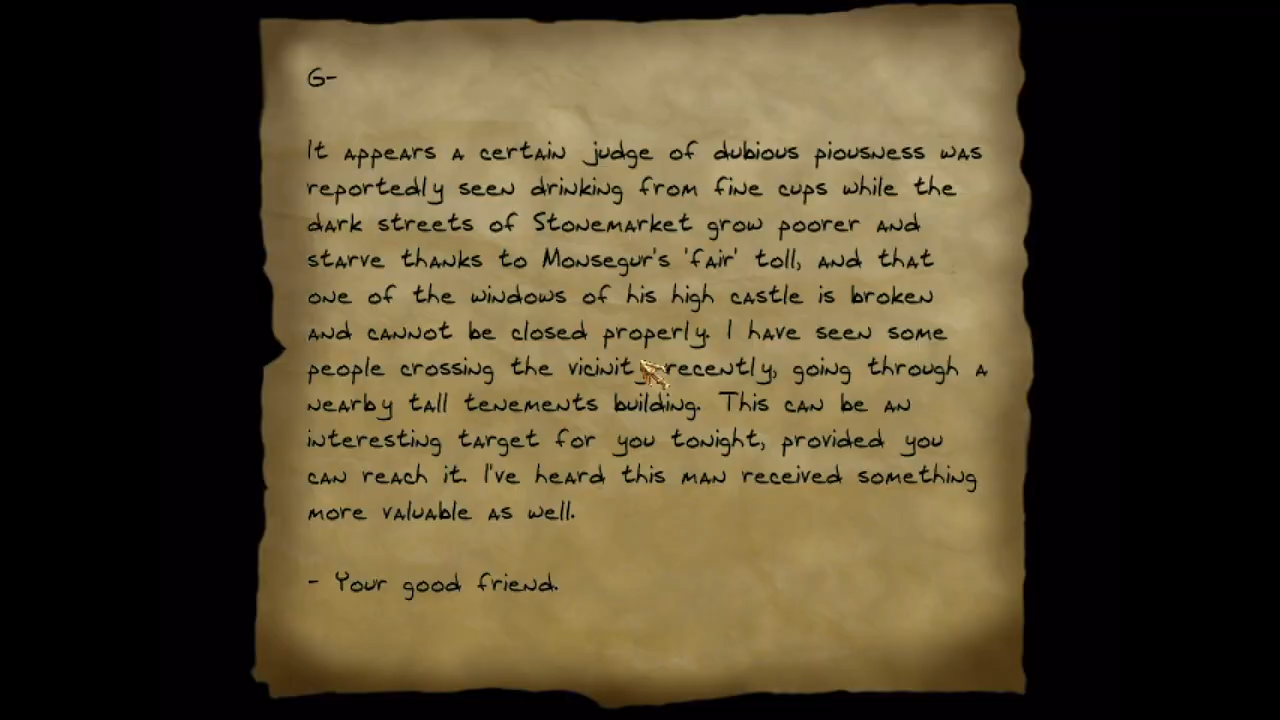 G-
It appears a certain judge of dubious piousness was
reportedly seen drinking from fine cups while the
dark streets of Stonemarket grow poorer and
starve thanks to Monsegur's 'fair' toll, and that
one of the windows of his high castle is broken
and cannot be closed properly. I have seen some
people crossing the vicinity recently, going through a
nearby tall tenements building. This can be an
interesting target for you tonight, provided you
can reach it. I've heard this man received something
more valuable as well.
- Your good friend.